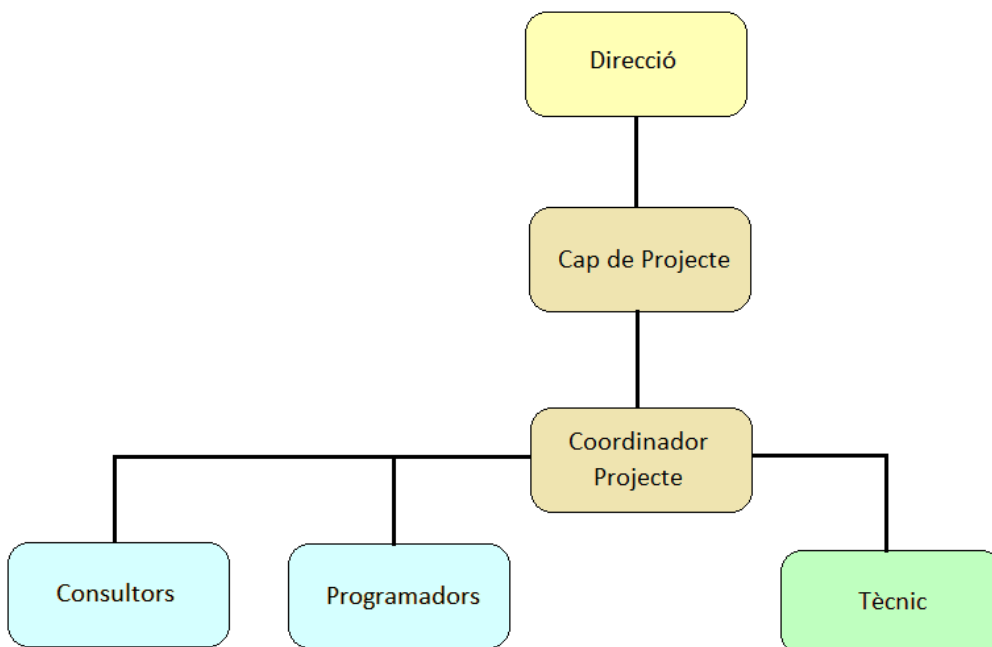 Direcció
Cap de Projecte
Coordinador
Projecte
Consultors
Programadors
Tècnic